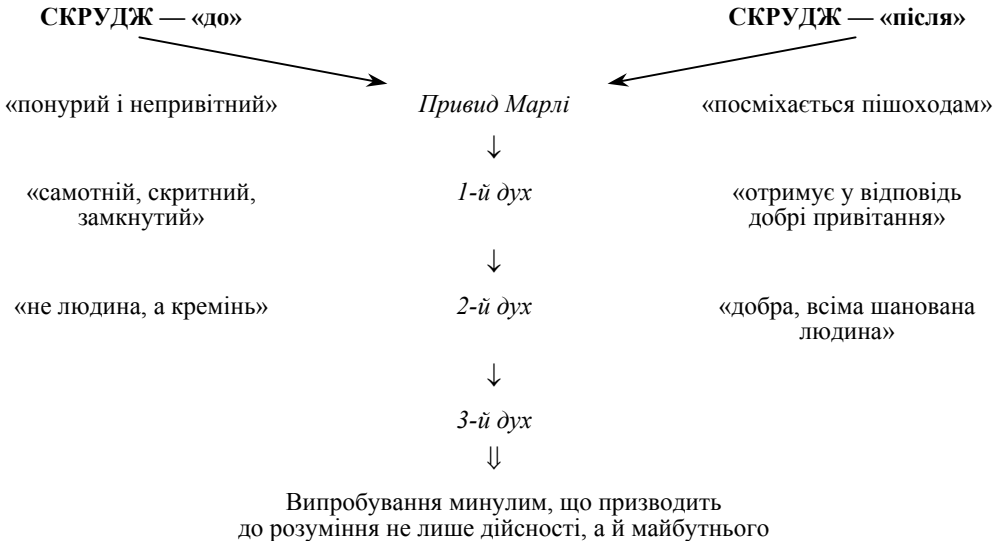 СКРУДЖ — «до»
СКРУДЖ — «після»
«понурий і непривітний»
Привид Марлі
«посміхається пішоходам»
↓
«самотній, скритний,
замкнутий»
1-й дух
«отримує у відповідь
добрі привітання»
↓
«не людина, а кремінь»
2-й дух
«добра, всіма шанована
людина»
↓
3-й дух
⇓
Випробування минулим, що призводить
до розуміння не лише дійсності, а й майбутнього